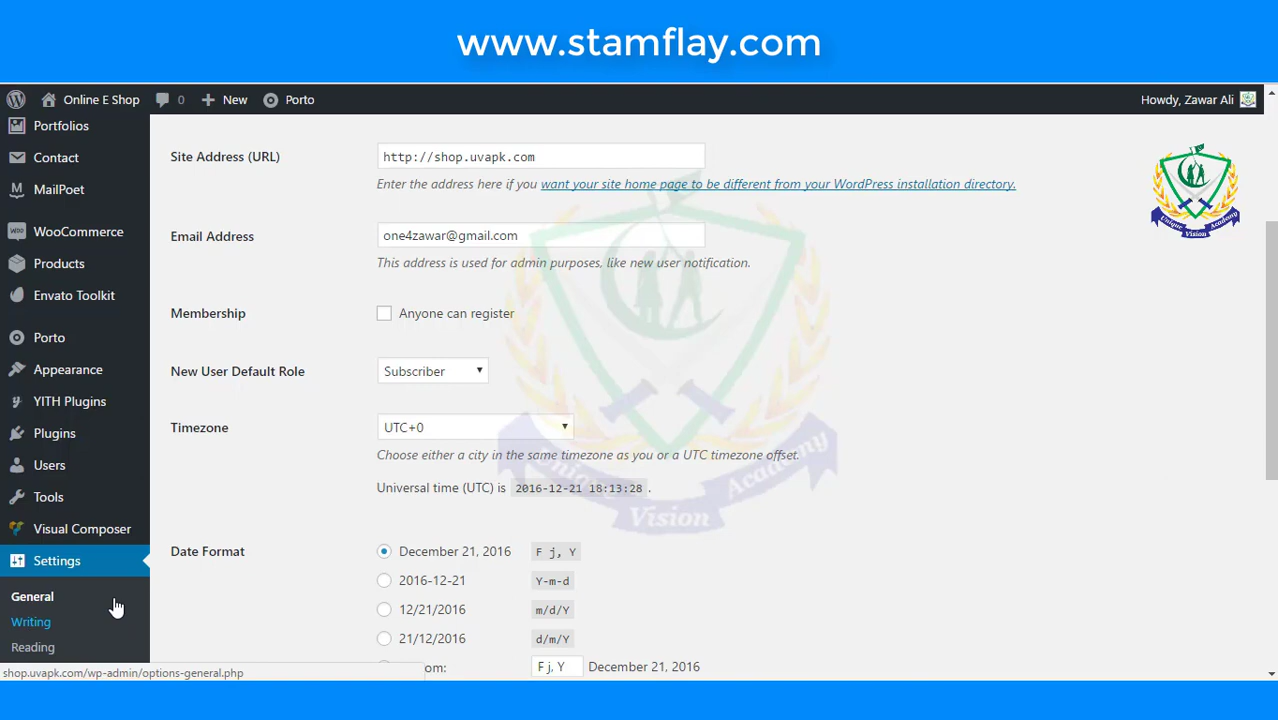 www.stamflay.com
Online E Shop 0 New Porto Howdy, Zawar Ali
Portfolios
Contact
MailPoet
WooCommerce
Products
Envato Toolkit
Porto
Appearance
YITH Plugins
Plugins
Users
Tools
Visual Composer
Settings
General
Writing
Reading
Site Address (URL) http://shop.uvapk.com
Enter the address here if you want your site home page to be different from your WordPress installation directory.
Email Address one4zawar@gmail.com
This address is used for admin purposes, like new user notification.
Membership Anyone can register
New User Default Role Subscriber
Timezone UTC+0
Choose either a city in the same timezone as you or a UTC timezone offset.
Universal time (UTC) is 2016-12-21 18:13:28 .
Date Format December 21, 2016 F j, Y
2016-12-21 Y-m-d
12/21/2016 m/d/Y
21/12/2016 d/m/Y
om: F j, Y December 21, 2016
shop.uvapk.com/wp-admin/options-general.php
Unique Vision Academy
Unique Vision Academy